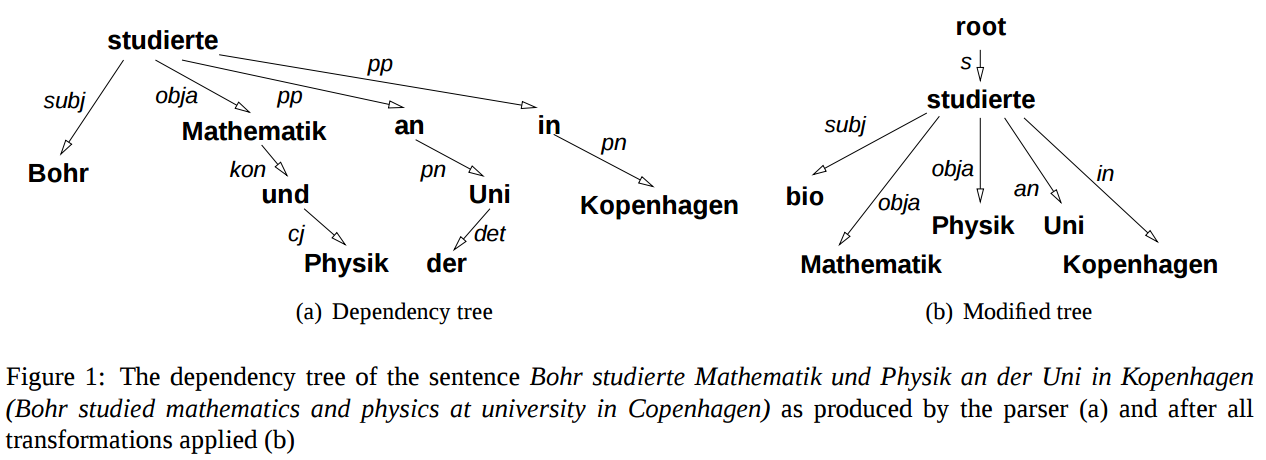 root
studierte
pp
s
subj
obja
pp
studierte
Mathematik
an
in
subj
Bohr
kon
pn
pn
obja
in
und
Uni
Kopenhagen
bio
obja
an
cj
det
Physik
Uni
Physik
der
Mathematik
Kopenhagen
(a) Dependency tree
(b) Modified tree
Figure 1: The dependency tree of the sentence Bohr studierte Mathematik und Physik an der Uni in Kopenhagen
(Bohr studied mathematics and physics at university in Copenhagen) as produced by the parser (a) and after all
transformations applied (b)